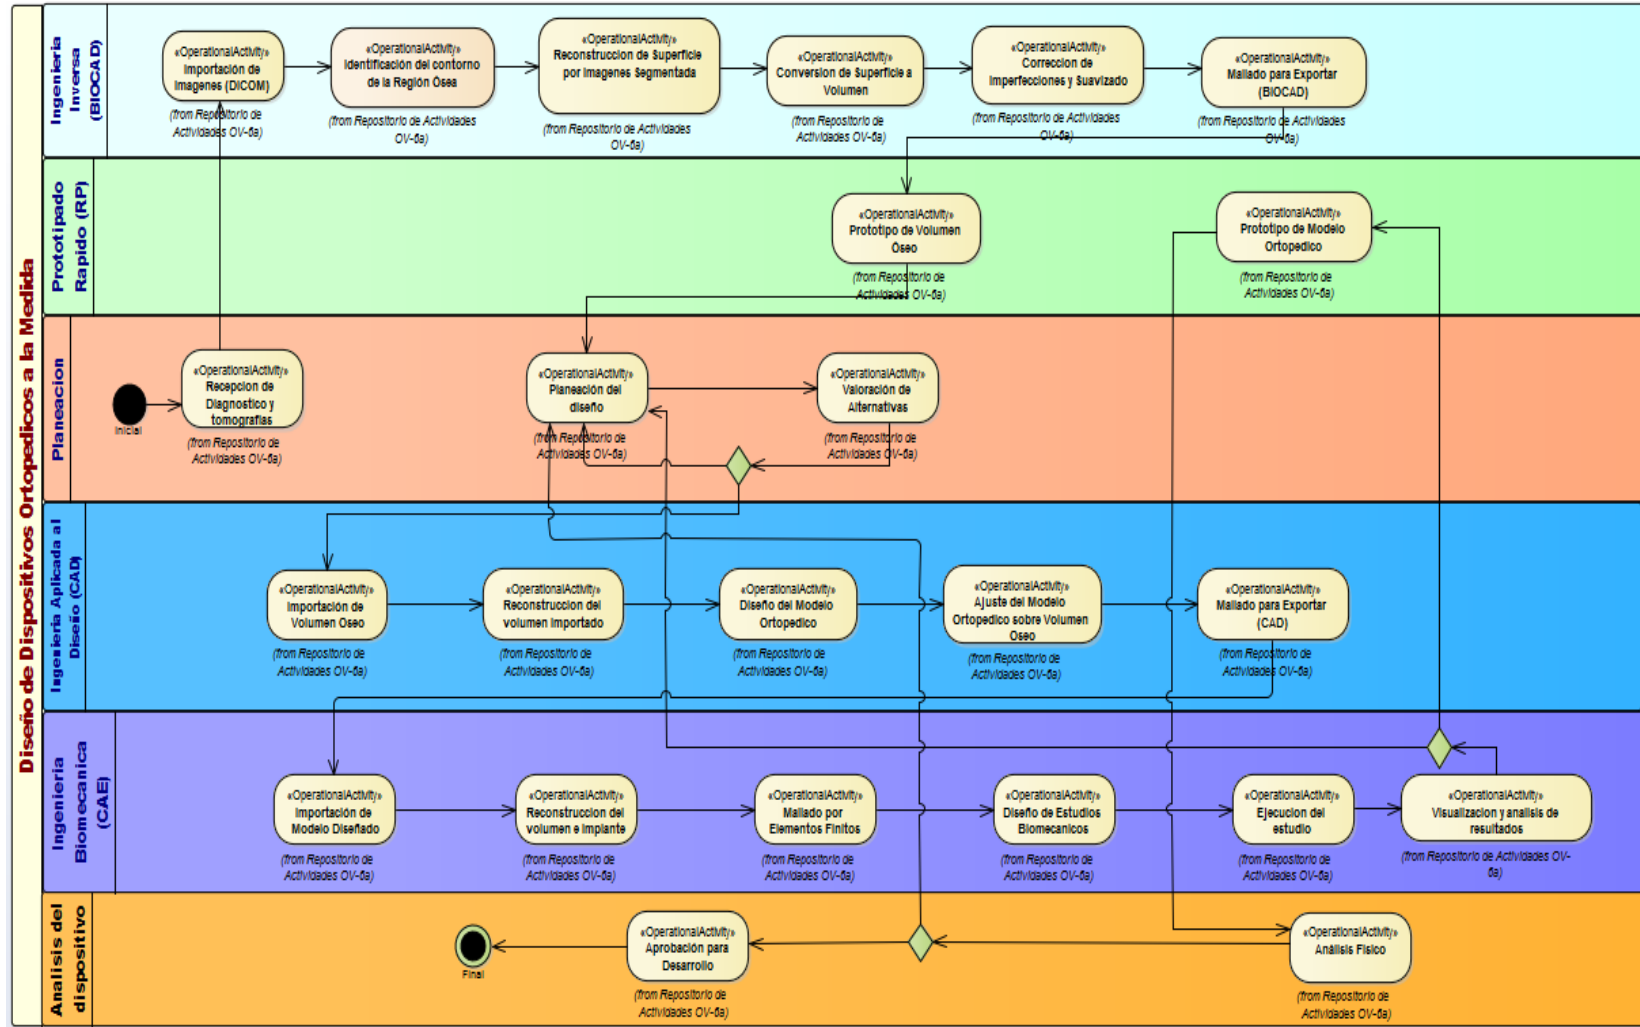 Diseño de Dispositivos Ortopedicos a la Medida
Ingenieria
Inversa
(BIOCAD)
«OperationalActivity»
Importación de
Imagenes (DICOM)
(from Repositorio de
Actividades OV-6a)
«OperationalActivity»
Identificación del contorno
de la Región Ósea
(from Repositorio de Actividades
OV-6a)
«OperationalActivity»
Reconstruccion de Superficie
por Imagenes Segmentada
(from Repositorio de Actividades
OV-6a)
«OperationalActivity»
Conversion de Superficie a
Volumen
(from Repositorio de
Actividades OV-6a)
«OperationalActivity»
Correccion de
Imperfecciones y Suavizado
(from Repositorio de Actividades
OV-6a)
«OperationalActivity»
Mallado para Exportar
(BIOCAD)
(from Repositorio de Actividades
OV-6a)
Prototipado
Rapido (RP)
«OperationalActivity»
Prototipo de Volumen
Óseo
(from Repositorio de
Actividades OV-6a)
«OperationalActivity»
Prototipo de Modelo
Ortopedico
(from Repositorio de
Actividades OV-6a)
Planeacion
Inicial
«OperationalActivity»
Recepcion de
Diagnostico y
tomografias
(from Repositorio de
Actividades OV-6a)
«OperationalActivity»
Planeación del
diseño
(from Repositorio de
Actividades OV-6a)
«OperationalActivity»
Valoración de
Alternativas
(from Repositorio de
Actividades OV-6a)
Ingenieria Aplicada al
Diseño (CAD)
«OperationalActivity»
Importación de
Volumen Oseo
(from Repositorio de
Actividades OV-6a)
«OperationalActivity»
Reconstruccion del
volumen Importado
(from Repositorio de
Actividades OV-6a)
«OperationalActivity»
Diseño del Modelo
Ortopedico
(from Repositorio de
Actividades OV-6a)
«OperationalActivity»
Ajuste del Modelo
Ortopedico sobre Volumen
Oseo
(from Repositorio de
Actividades OV-6a)
«OperationalActivity»
Mallado para Exportar
(CAD)
(from Repositorio de
Actividades OV-6a)
Ingenieria
Biomecanica
(CAE)
«OperationalActivity»
Importación de
Modelo Diseñado
(from Repositorio de
Actividades OV-6a)
«OperationalActivity»
Reconstruccion del
volumen e Implante
(from Repositorio de
Actividades OV-6a)
«OperationalActivity»
Mallado por
Elementos Finitos
(from Repositorio de
Actividades OV-6a)
«OperationalActivity»
Diseño de Estudios
Biomecanicos
(from Repositorio de
Actividades OV-6a)
«OperationalActivity»
Ejecucion del
estudio
(from Repositorio de
Actividades OV-6a)
«OperationalActivity»
Visualizacion y analisis de
resultados
(from Repositorio de Actividades OV-
6a)
Analisis del
dispositivo
Final
«OperationalActivity»
Aprobación para
Desarrollo
(from Repositorio de
Actividades OV-6a)
«OperationalActivity»
Análisis Fisico
(from Repositorio de
Actividades OV-6a)